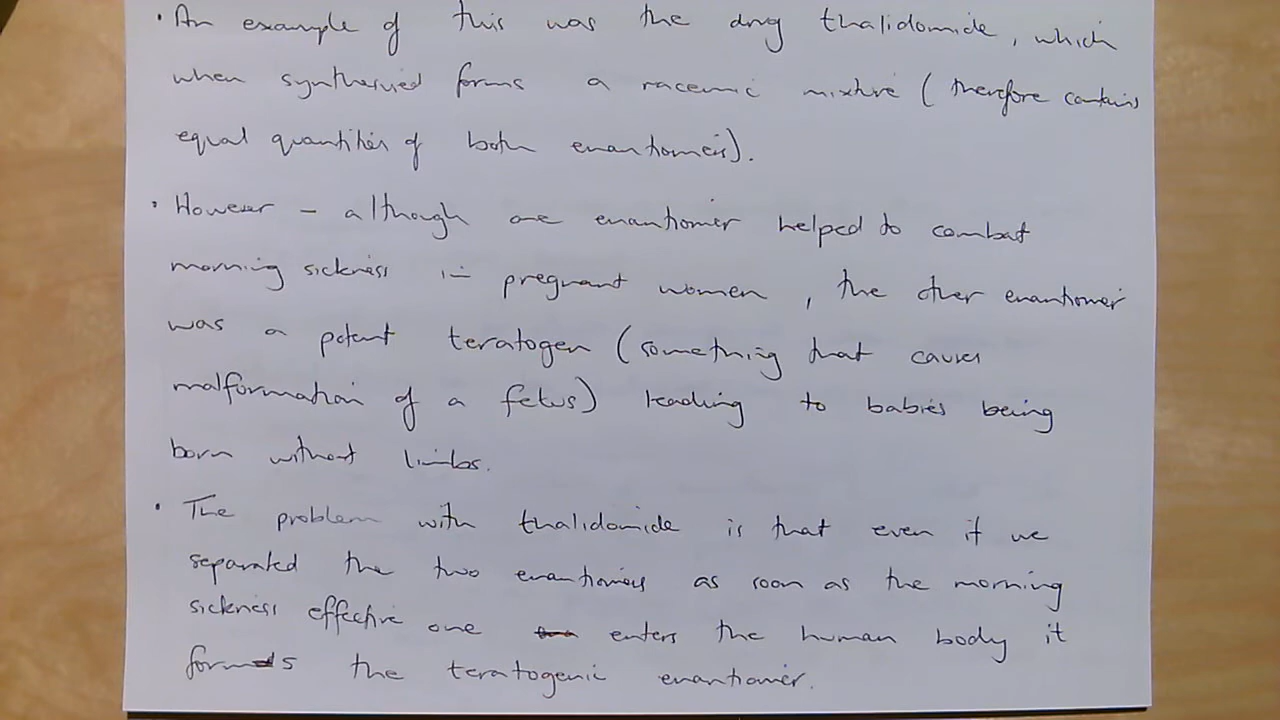 · An example of this was the drug thalidomide, which
when synthesised forms a racemic mixture (therefore contains
equal quantities of both enantiomers).
· However - although one enantiomer helped to combat
morning sickness in pregnant women, the other enantiomer
was a potent teratogen (something that causes
malformation of a fetus) leading to babies being
born without limbs.
· The problem with thalidomide is that even if we
separated the two enantiomers as soon as the morning
sickness effective one enters the human body it
forms the teratogenic enantiomer.